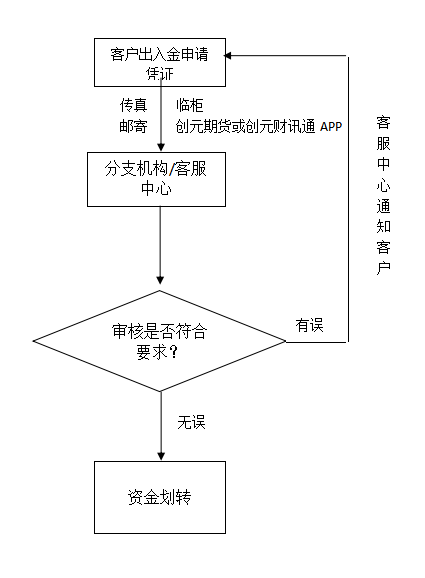 客户出入金申请
凭证
传真
临柜
邮寄
创元期货或创元财讯通 APP
分支机构/客服
中心
审核是否符合
要求？
有误
客服中心通知客户
无误
资金划转